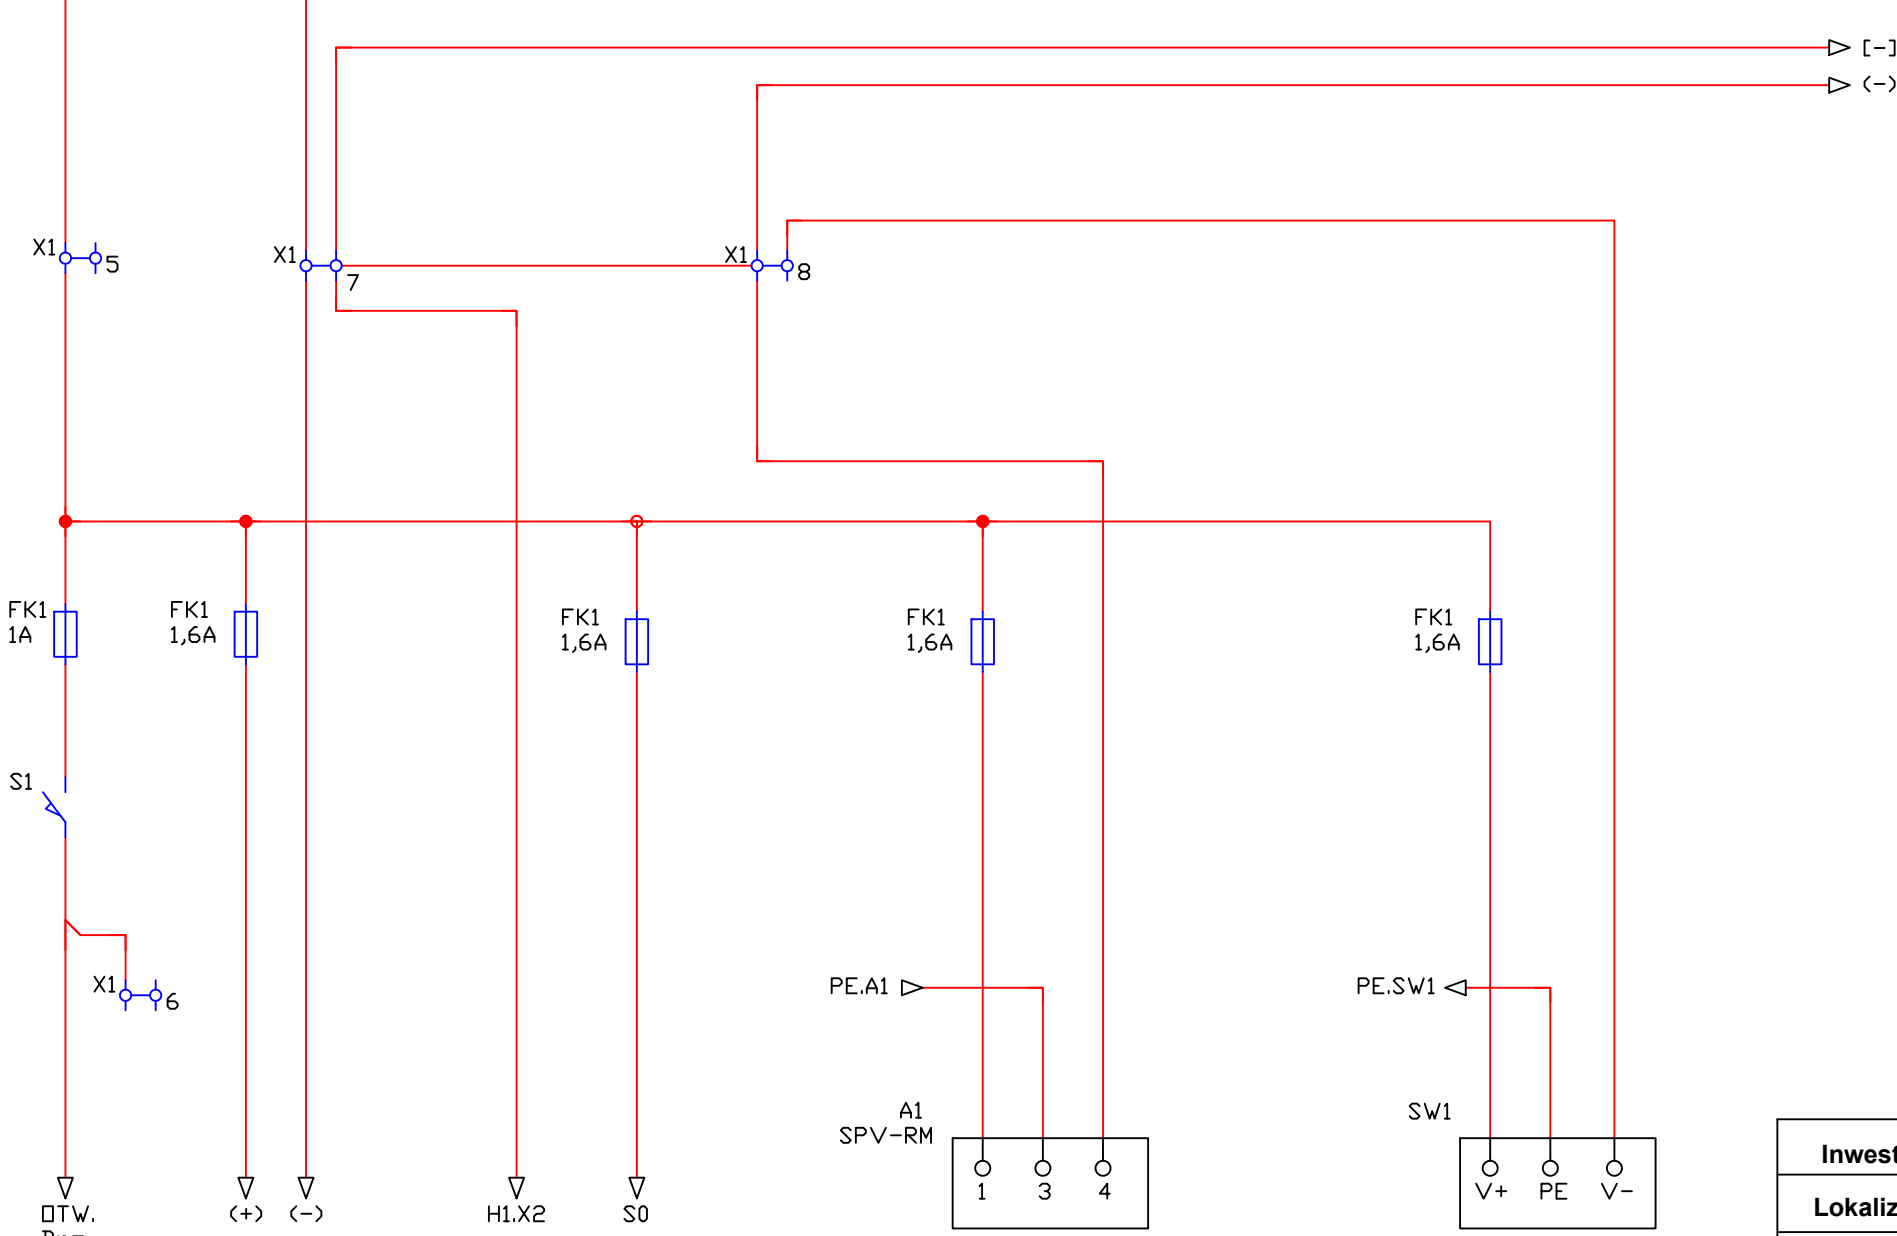 [-]
(-)
X1
5
X1
7
X1
8
FK1
1A
FK1
1,6A
FK1
1,6A
FK1
1,6A
FK1
1,6A
S1
X1
6
PE.A1
PE.SW1
A1
SPV-RM
SW1
1
3
4
V+
PE
V-
OTW.
(+)
(-)
H1.X2
S0
Inwest
Lokaliz